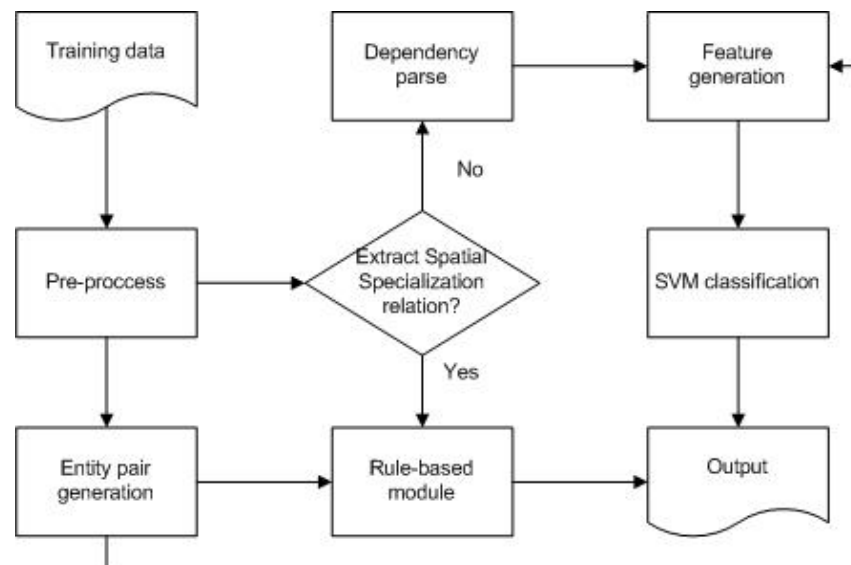 Training data
Dependency
parse
Feature
generation
No
Pre-proccess
Extract Spatial
Specialization
relation?
SVM classification
Yes
Entity pair
generation
Rule-based
module
Output